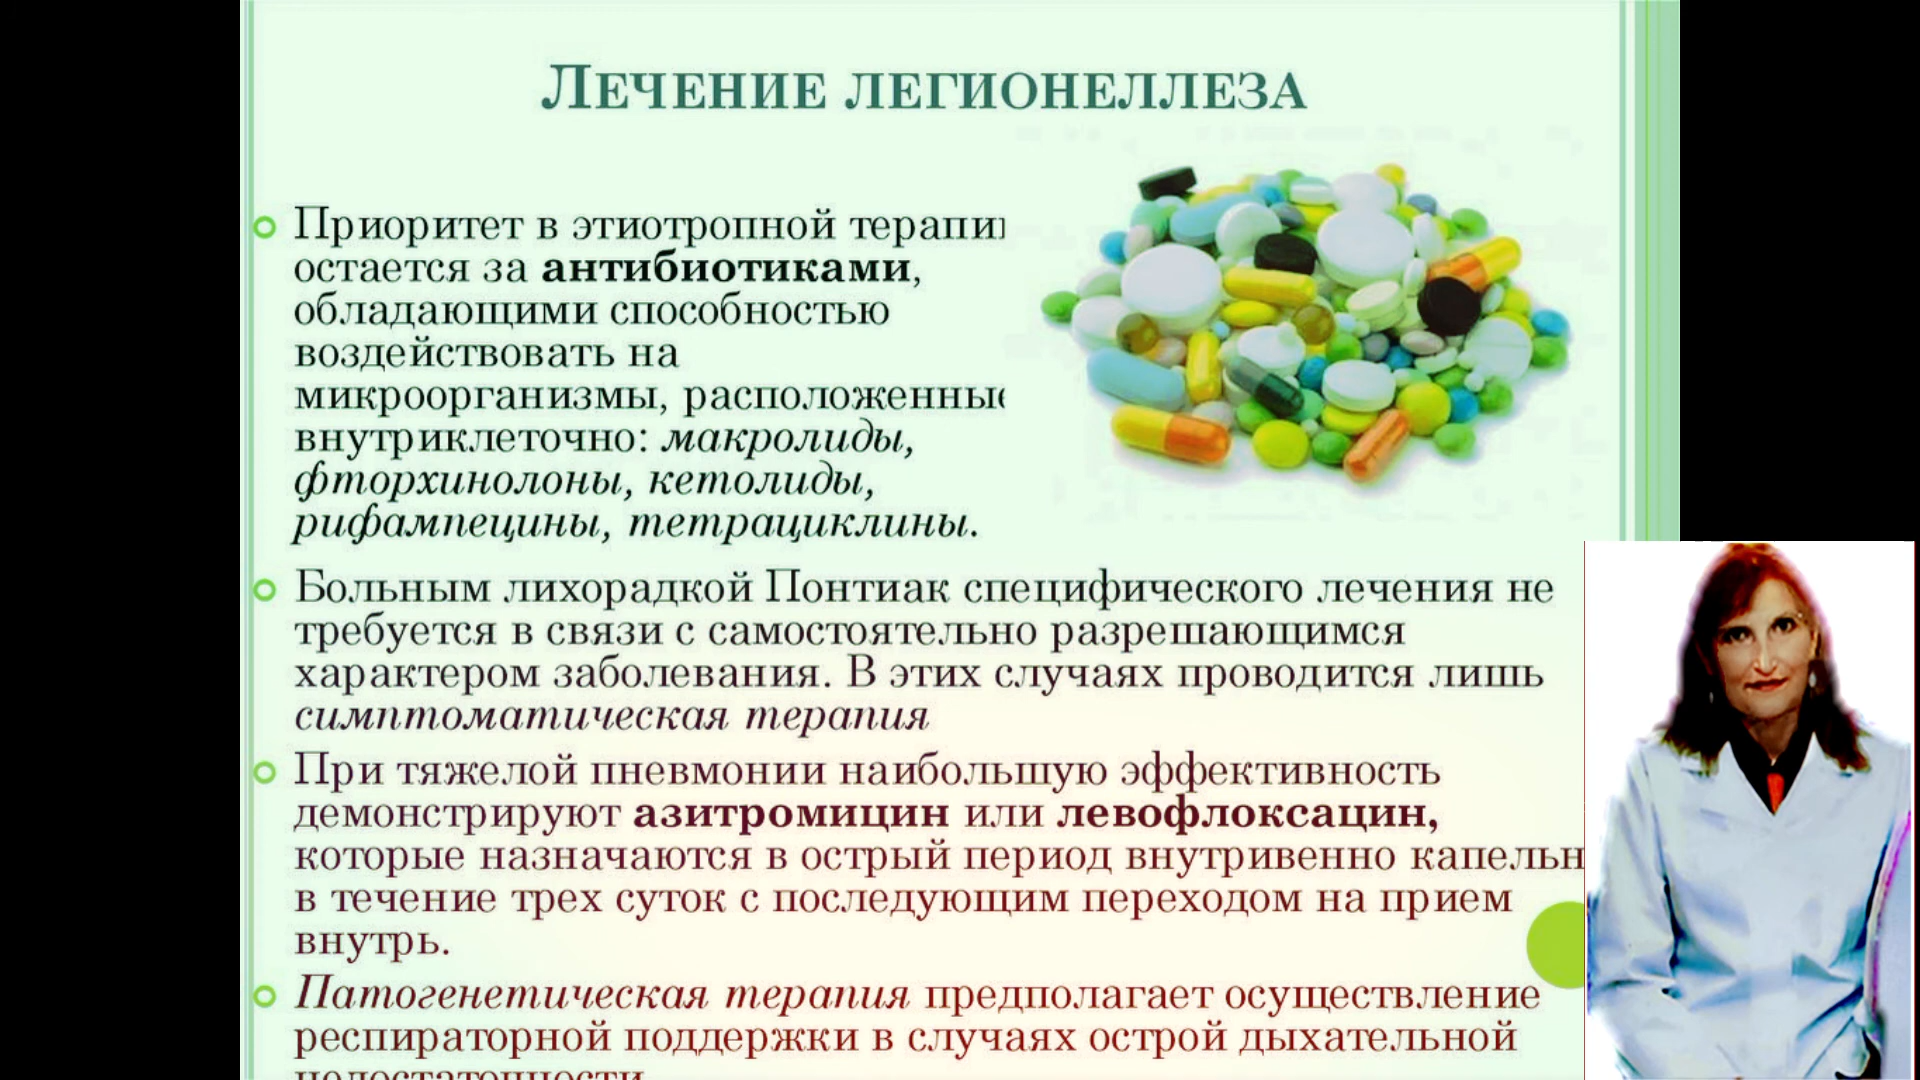 Лечение легионеллеза
Приоритет в этиотропной терапии
остается за антибиотиками,
обладающими способностью
воздействовать на
микроорганизмы, расположенные
внутриклеточно: макролиды,
фторхинолоны, кетолиды,
рифампецины, тетрациклины.
Больным лихорадкой Понтиак специфического лечения не
требуется в связи с самостоятельно разрешающимся
характером заболевания. В этих случаях проводится лишь
симптоматическая терапия
При тяжелой пневмонии наибольшую эффективность
демонстрируют азитромицин или левофлоксацин,
которые назначаются в острый период внутривенно капельн
в течение трех суток с последующим переходом на прием
внутрь.
Патогенетическая терапия предполагает осуществление
респираторной поддержки в случаях острой дыхательной
недостаточности